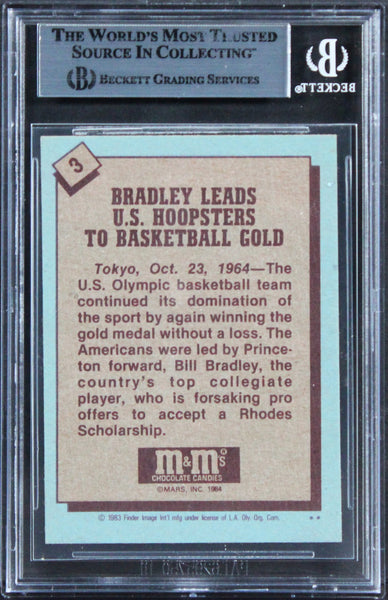 THE WORLD'S MOST TRUSTED
SOURCE IN COLLECTING™
BECKETT GRADING SERVICES
BECKETT
3
BRADLEY LEADS
U.S. HOOPSTERS
TO BASKETBALL GOLD
Tokyo, Oct. 23, 1964—The
U.S. Olympic basketball team
continued its domination of
the sport by again winning the
gold medal without a loss. The
Americans were led by Prince-
ton forward, Bill Bradley, the
country's top collegiate
player, who is forsaking pro
offers to accept a Rhodes
Scholarship.
m&m's®
CHOCOLATE CANDIES
©MARS, INC. 1984
© 1983 Finder Image Int'l mfg under license of L.A. Oly. Org. Com. **